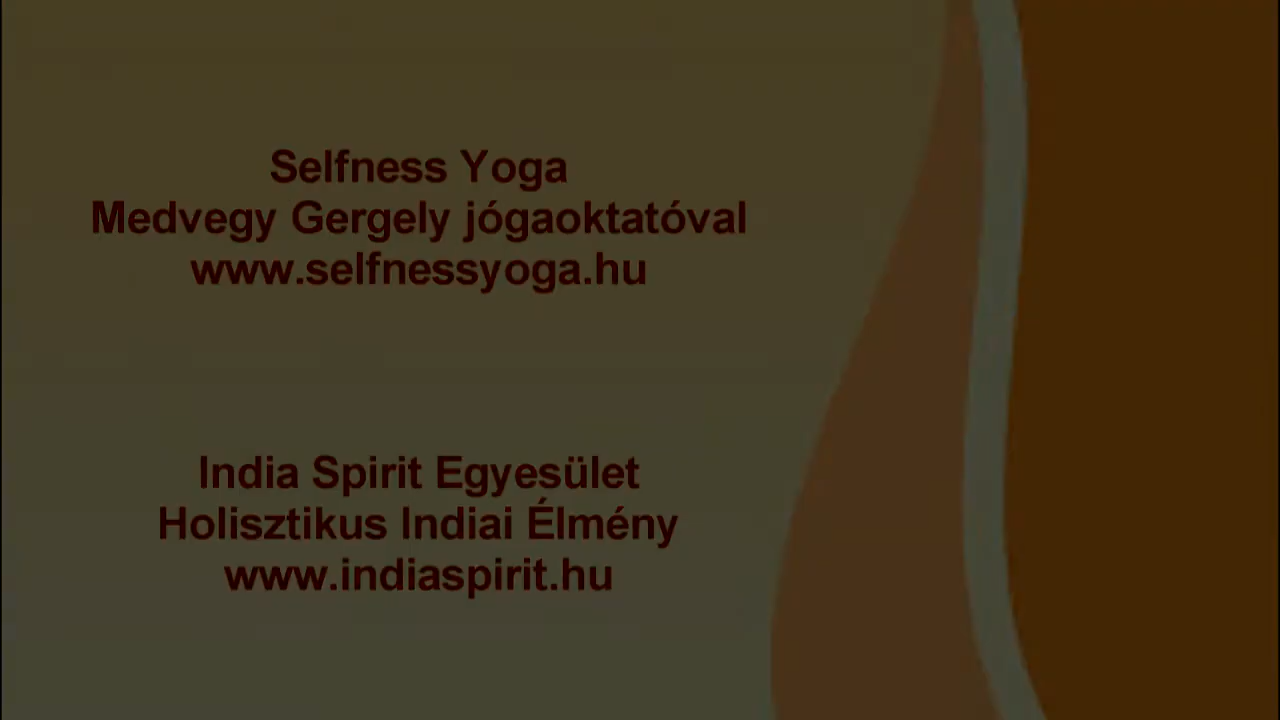 Selfness Yoga
Medvegy Gergely jógaoktatóval
www.selfnessyoga.hu
India Spirit Egyesület
Holisztikus Indiai Élmény
www.indiaspirit.hu